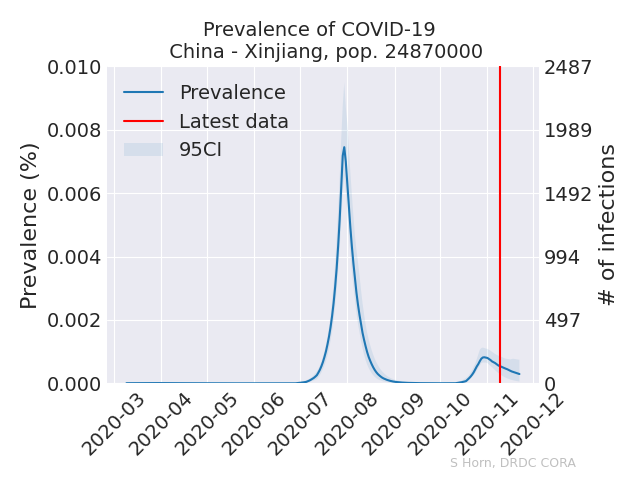 Prevalence of COVID-19
China - Xinjiang, pop. 24870000
Prevalence
Latest data
95CI
Prevalence (%)
0.010
0.008
0.006
0.004
0.002
0.000
2487
1989
1492
994
497
0
# of infections
2020-03
2020-04
2020-05
2020-06
2020-07
2020-08
2020-09
2020-10
2020-11
2020-12
S Horn, DRDC CORA